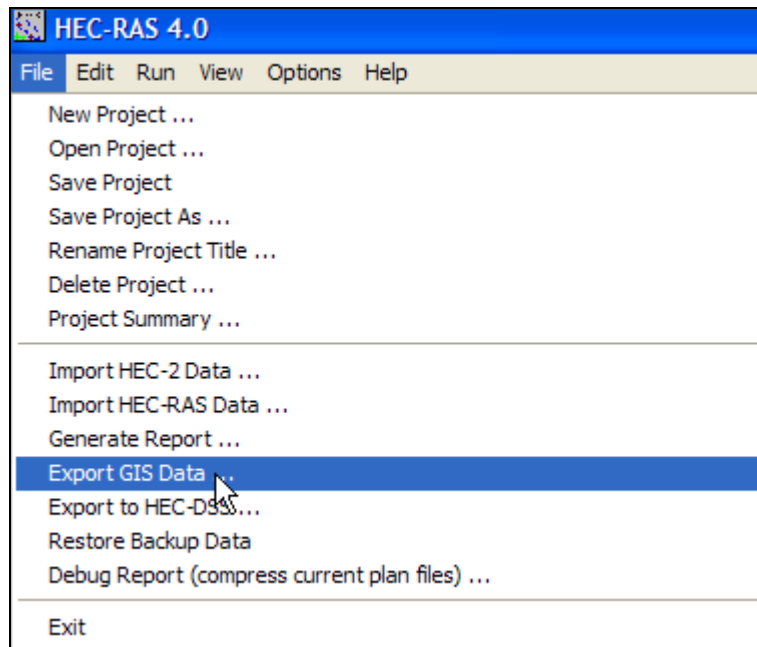 HEC-RAS 4.0
File Edit Run View Options Help
New Project ...
Open Project ...
Save Project
Save Project As ...
Rename Project Title ...
Delete Project ...
Project Summary ...
Import HEC-2 Data ...
Import HEC-RAS Data ...
Generate Report ...
Export GIS Data ...
Export to HEC-DSS ...
Restore Backup Data
Debug Report (compress current plan files) ...
Exit